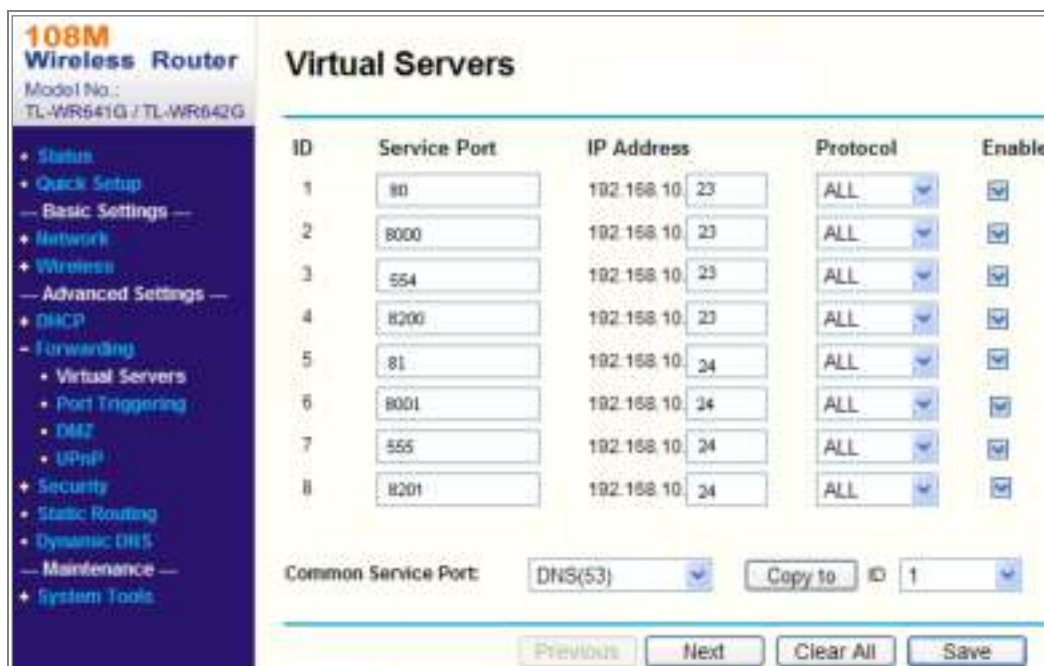 108M
Wireless Router
Model No.:
TL-WR641G / TL-WR642G
Status
Quick Setup
--- Basic Settings ---
Network
Wireless
--- Advanced Settings ---
DHCP
Forwarding
Virtual Servers
Port Triggering
DMZ
UPnP
Security
Static Routing
Dynamic DNS
--- Maintenance ---
System Tools
Virtual Servers
ID Service Port IP Address Protocol Enable
1 80 192.168.10. 23 ALL
2 8000 192.168.10. 23 ALL
3 554 192.168.10. 23 ALL
4 8200 192.168.10. 23 ALL
5 81 192.168.10. 24 ALL
6 8001 192.168.10. 24 ALL
7 555 192.168.10. 24 ALL
8 8201 192.168.10. 24 ALL
Common Service Port: DNS(53) Copy to ID 1
Previous Next Clear All Save